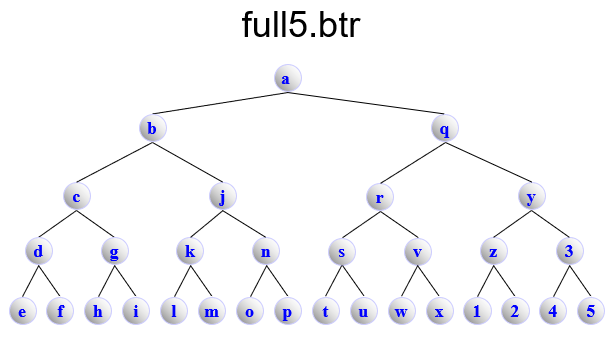 full5.btr
a
b q
c j r y
d g k n s v z 3
e f h i l m o p t u w x 1 2 4 5